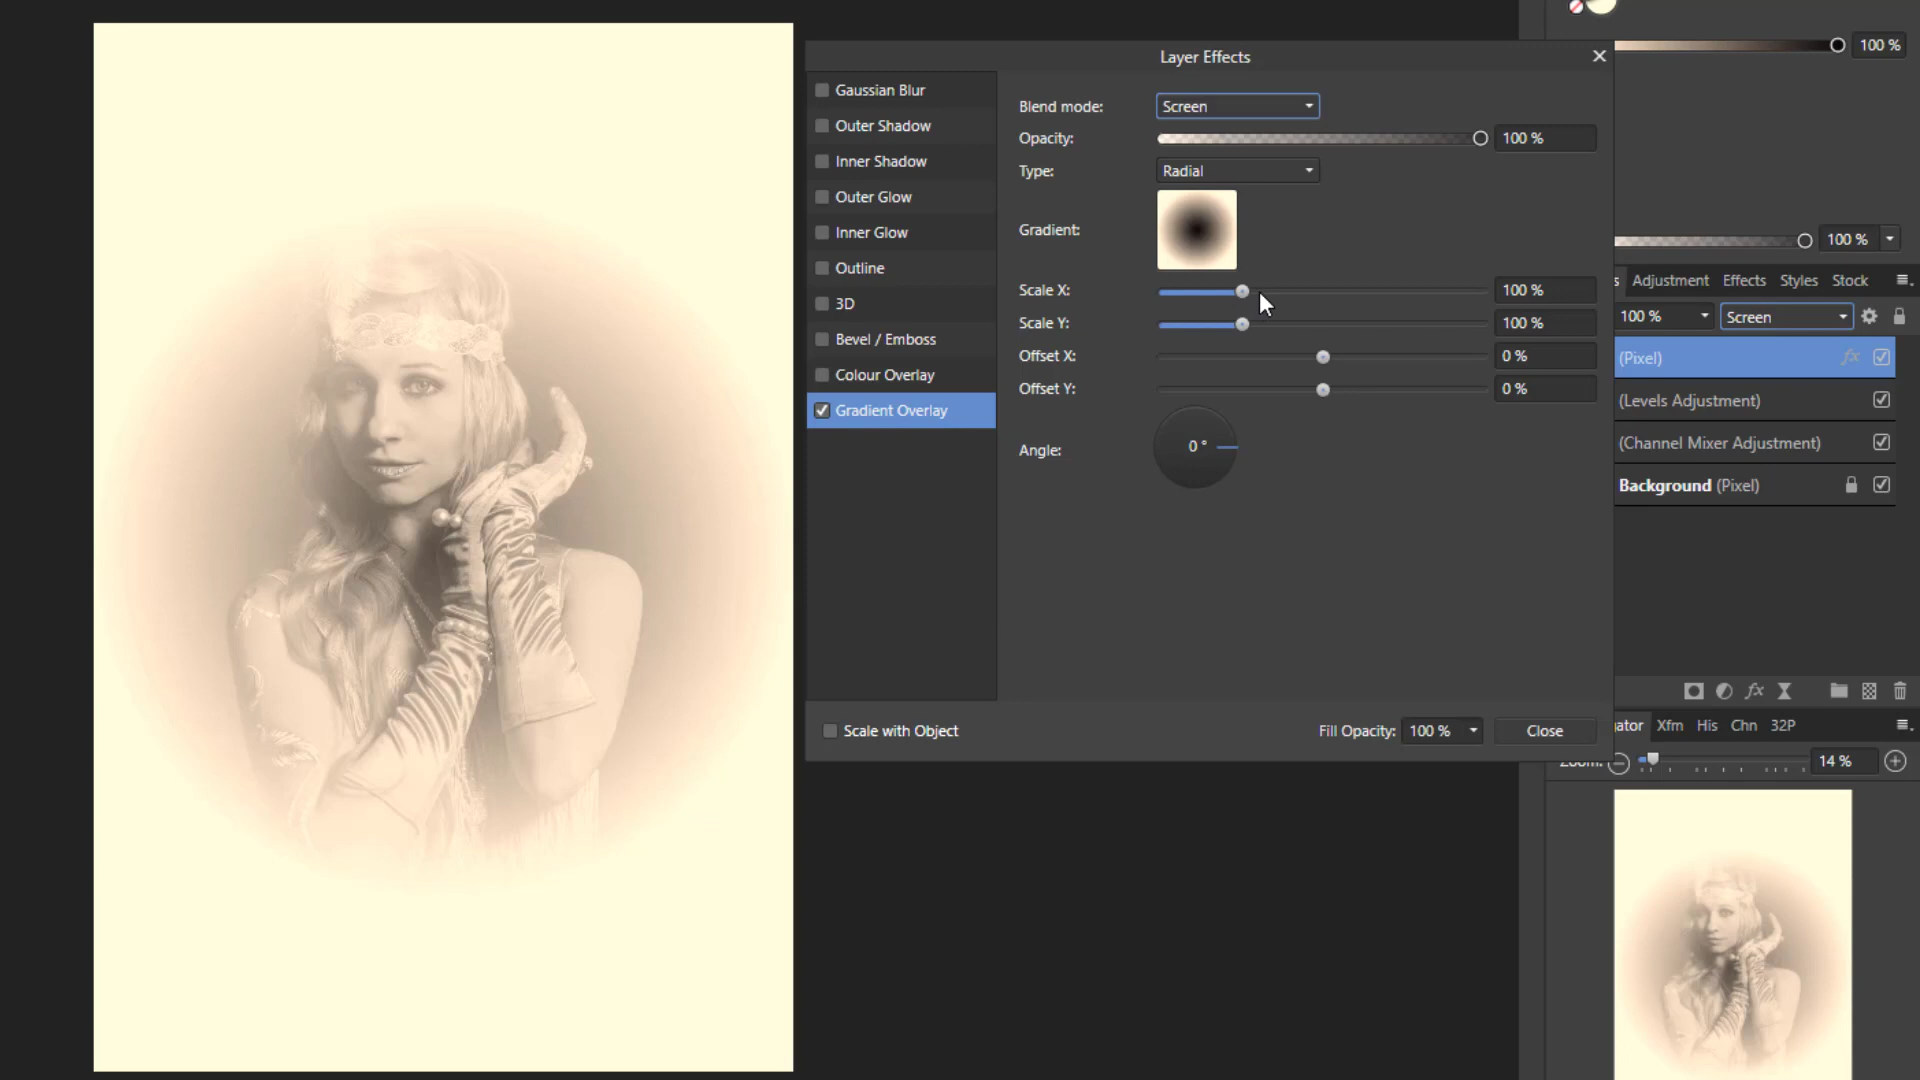 100 %
Layer Effects
Gaussian Blur
Outer Shadow
Inner Shadow
Outer Glow
Inner Glow
Outline
3D
Bevel / Emboss
Colour Overlay
Gradient Overlay
Blend mode: Screen
Opacity: 100 %
Type: Radial
Gradient:
Scale X: 100 %
Scale Y: 100 %
Offset X: 0 %
Offset Y: 0 %
Angle: 0 °
Scale with Object
Fill Opacity: 100 % Close
100 %
s Adjustment Effects Styles Stock
100 % Screen
(Pixel) fx
(Levels Adjustment)
(Channel Mixer Adjustment)
Background (Pixel)
fx
ator Xfm His Chn 32P
14 %